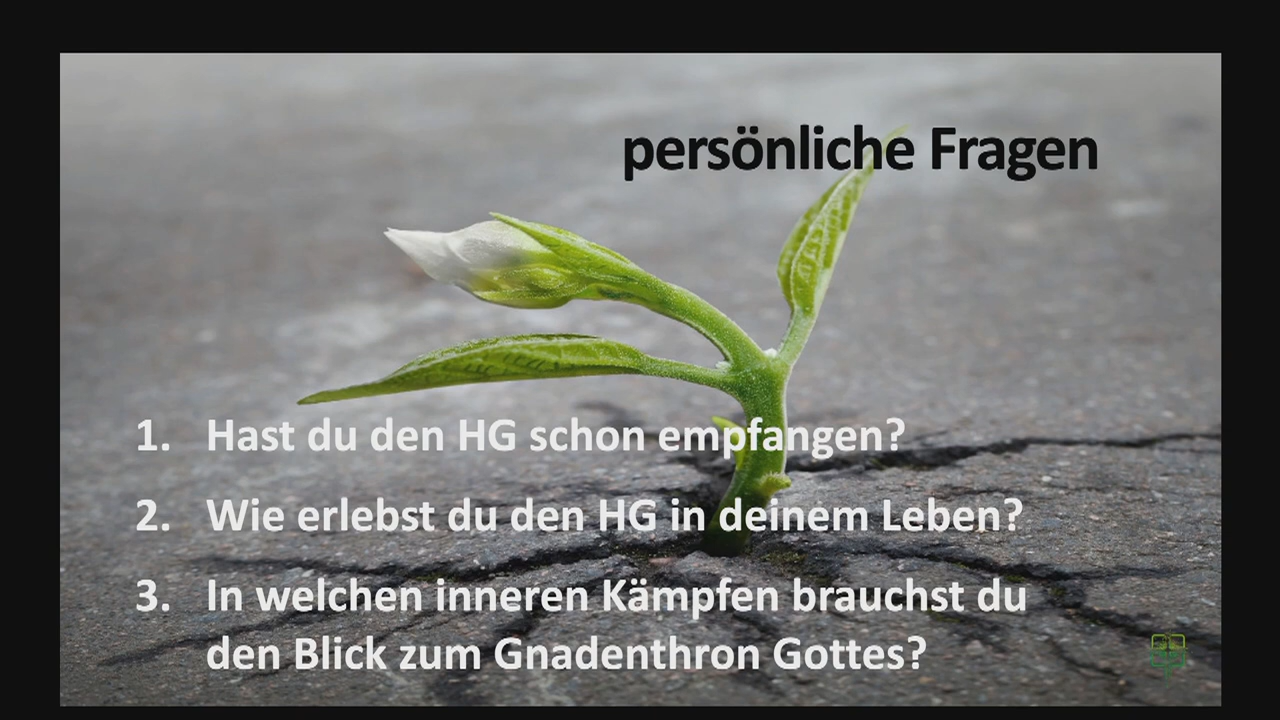 persönliche Fragen
1. Hast du den HG schon empfangen?
2. Wie erlebst du den HG in deinem Leben?
3. In welchen inneren Kämpfen brauchst du
den Blick zum Gnadenthron Gottes?